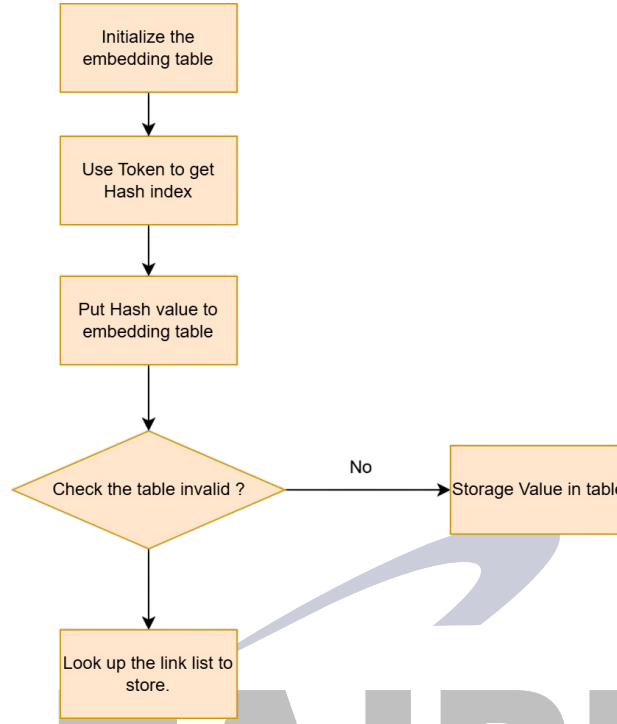 Initialize the
embedding table
Use Token to get
Hash index
Put Hash value to
embedding table
Check the table invalid ?
No
Storage Value in table
Look up the link list to
store.